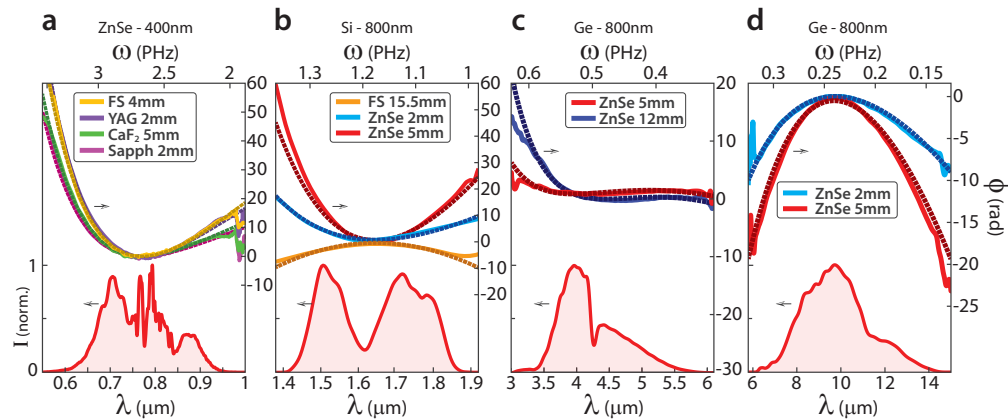 a ZnSe - 400nm
ω (PHz)
3 2.5 2
FS 4mm
YAG 2mm
CaF₂ 5mm
Sapph 2mm
60
50
40
30
20
10
0
-10
1
I (norm.)
0
0.6 0.7 0.8 0.9 1
λ (μm)
b Si - 800nm
ω (PHz)
1.3 1.2 1.1 1
FS 15.5mm
ZnSe 2mm
ZnSe 5mm
60
50
40
30
20
10
0
-10
-20
1.4 1.5 1.6 1.7 1.8 1.9
λ (μm)
c Ge - 800nm
ω (PHz)
0.6 0.5 0.4
ZnSe 5mm
ZnSe 12mm
20
10
0
-10
-20
-30
3 4 5 6
λ (μm)
d Ge - 800nm
ω (PHz)
0.3 0.25 0.2 0.15
ZnSe 2mm
ZnSe 5mm
0
-5
-10
-15
-20
-25
ϕ (rad)
6 8 10 12 14
λ (μm)